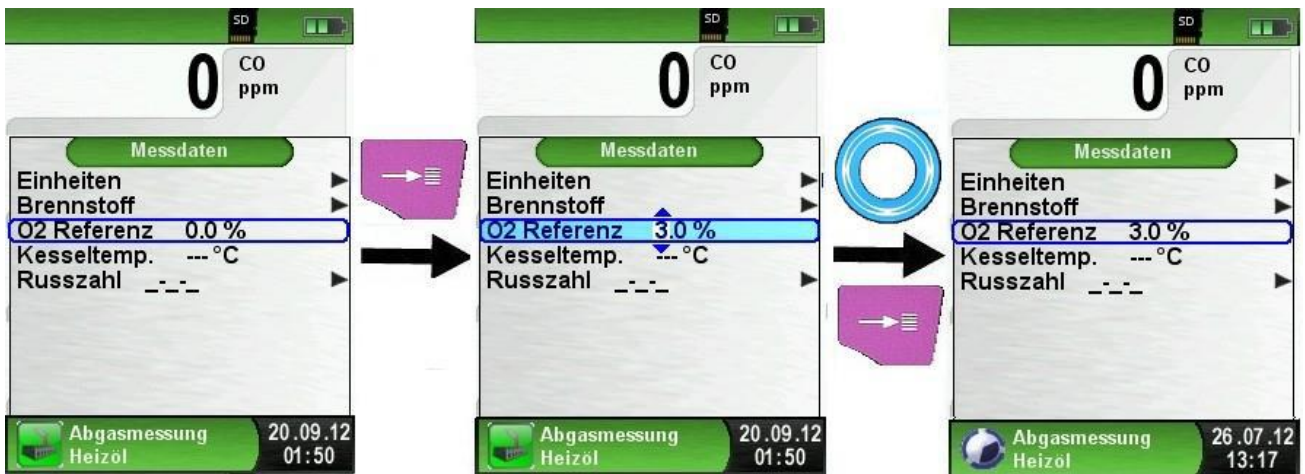 SD
0 CO
ppm
Messdaten
Einheiten
Brennstoff
O2 Referenz 0.0 %
Kesseltemp. --- °C
Russzahl _-_-_
Abgasmessung 20.09.12
Heizöl 01:50
SD
0 CO
ppm
Messdaten
Einheiten
Brennstoff
O2 Referenz 3.0 %
Kesseltemp. --- °C
Russzahl _-_-_
Abgasmessung 20.09.12
Heizöl 01:50
SD
0 CO
ppm
Messdaten
Einheiten
Brennstoff
O2 Referenz 3.0 %
Kesseltemp. --- °C
Russzahl _-_-_
Abgasmessung 26.07.12
Heizöl 13:17